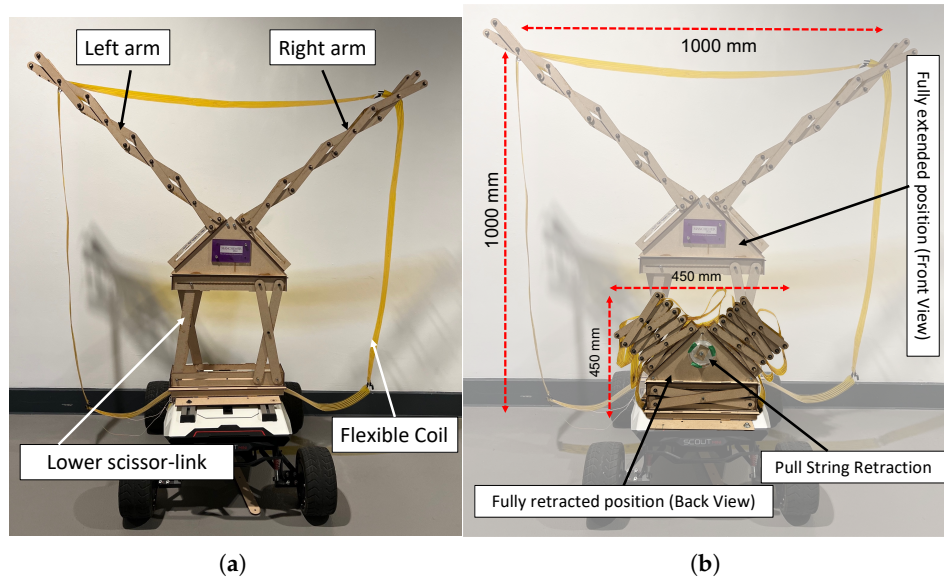 Left arm
Right arm
Lower scissor-link
Flexible Coil
(a)
1000 mm
1000 mm
Fully extended position (Front View)
450 mm
450 mm
SCOUT
Pull String Retraction
Fully retracted position (Back View)
(b)